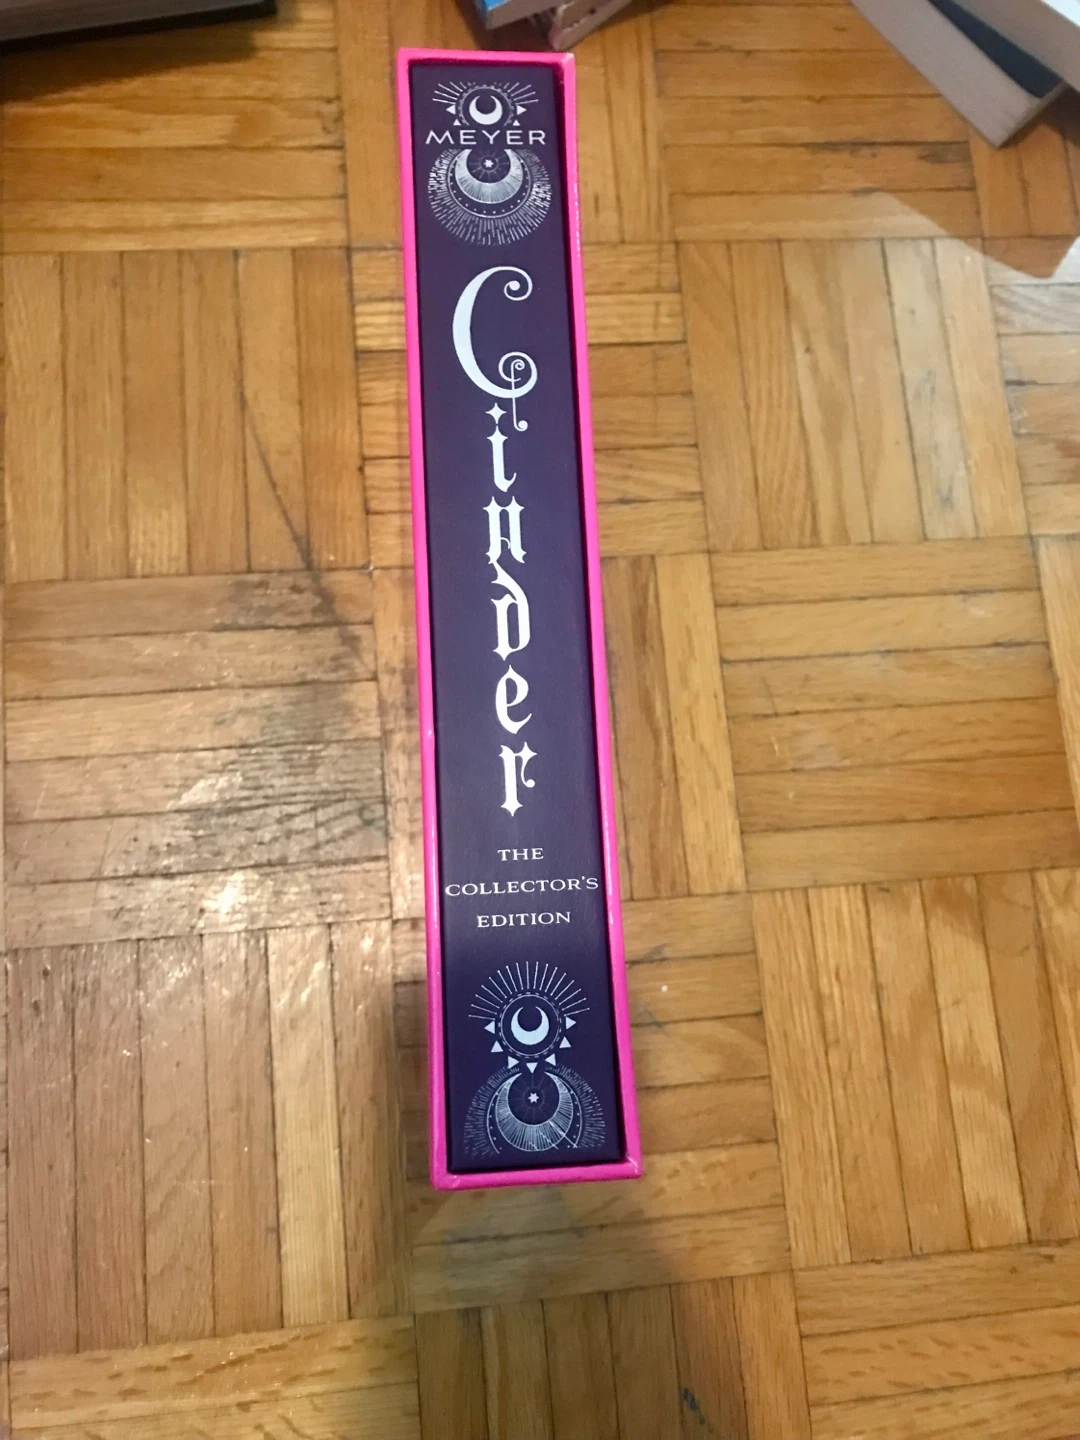 MEYER
Cinder
THE
COLLECTOR'S
EDITION